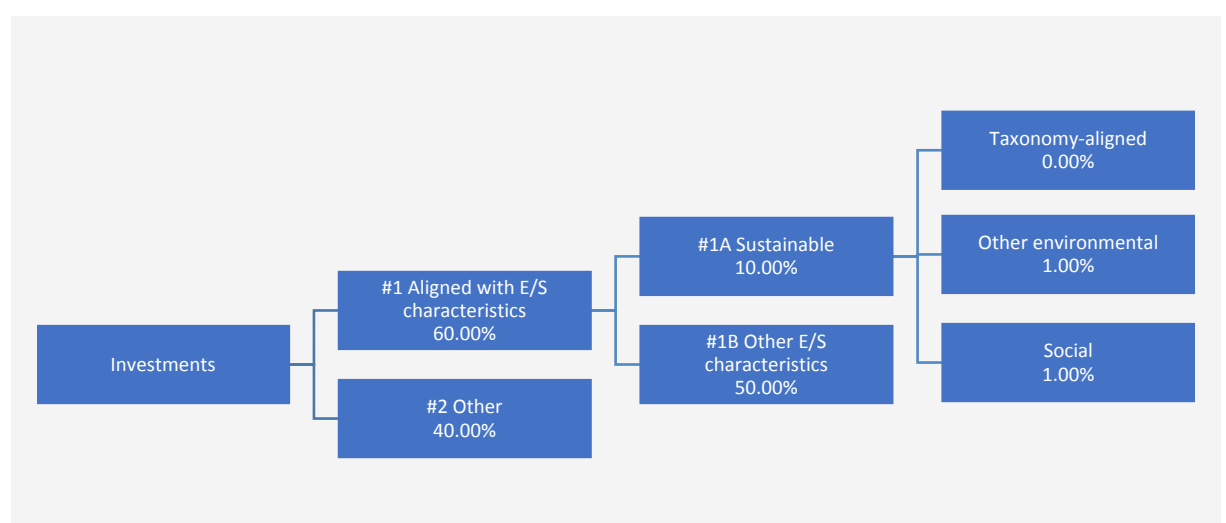 Investments
#1 Aligned with E/S
characteristics
60.00%
#2 Other
40.00%
#1A Sustainable
10.00%
#1B Other E/S
characteristics
50.00%
Taxonomy-aligned
0.00%
Other environmental
1.00%
Social
1.00%